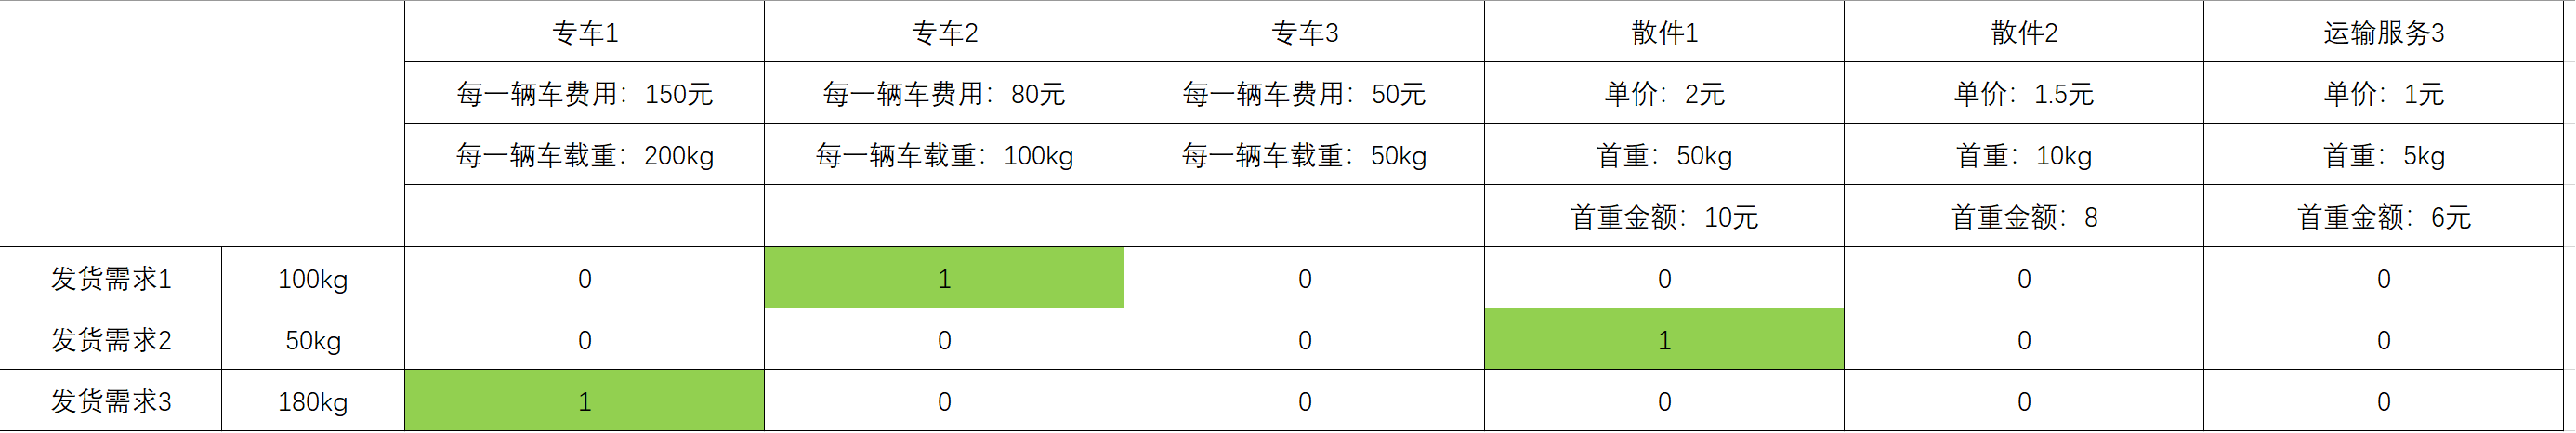 专车1 专车2 专车3 散件1 散件2 运输服务3
每一辆车费用：150元 每一辆车费用：80元 每一辆车费用：50元 单价：2元 单价：1.5元 单价：1元
每一辆车载重：200kg 每一辆车载重：100kg 每一辆车载重：50kg 首重：50kg 首重：10kg 首重：5kg
首重金额：10元 首重金额：8 首重金额：6元
发货需求1 100kg 0 1 0 0 0 0
发货需求2 50kg 0 0 0 1 0 0
发货需求3 180kg 1 0 0 0 0 0